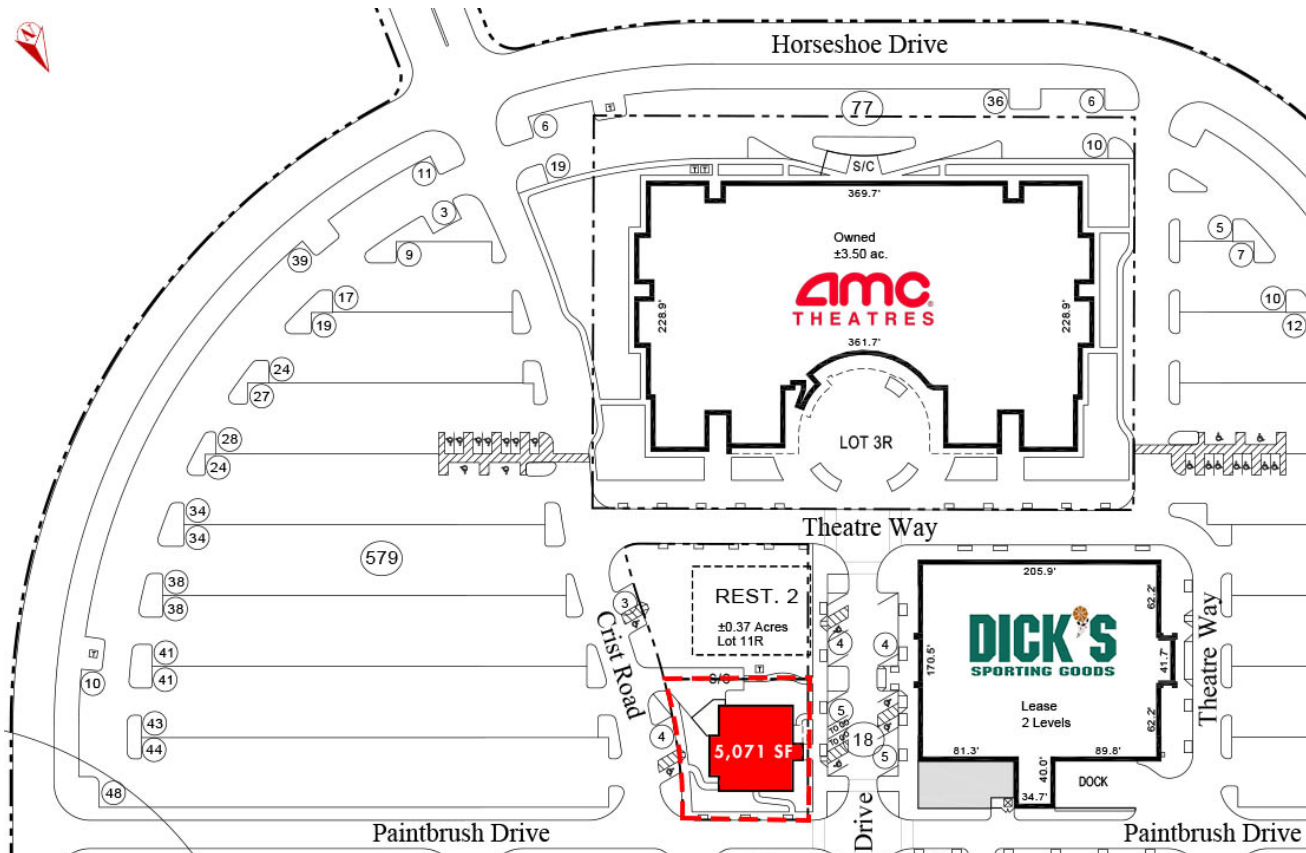 N
Horseshoe Drive
77
36
6
6
T
10
19
S/C
TT
11
369.7'
3
Owned
±3.50 ac.
5
9
7
39
amc
THEATRES
228.9'
228.9'
17
19
10
12
361.7'
24
27
28
24
LOT 3R
34
34
Theatre Way
579
205.9'
38
38
REST. 2
±0.37 Acres
Lot 11R
3
62.2'
DICK'S
SPORTING GOODS
Crist Road
4
4
170.5'
41.7'
Theatre Way
41
41
T
10
T
S/C
Lease
2 Levels
62.2'
5
TO GO
TO GO
18
43
44
4
5,071 SF
5
81.3'
89.8'
40.0'
34.7'
DOCK
48
Paintbrush Drive
Drive
Paintbrush Drive